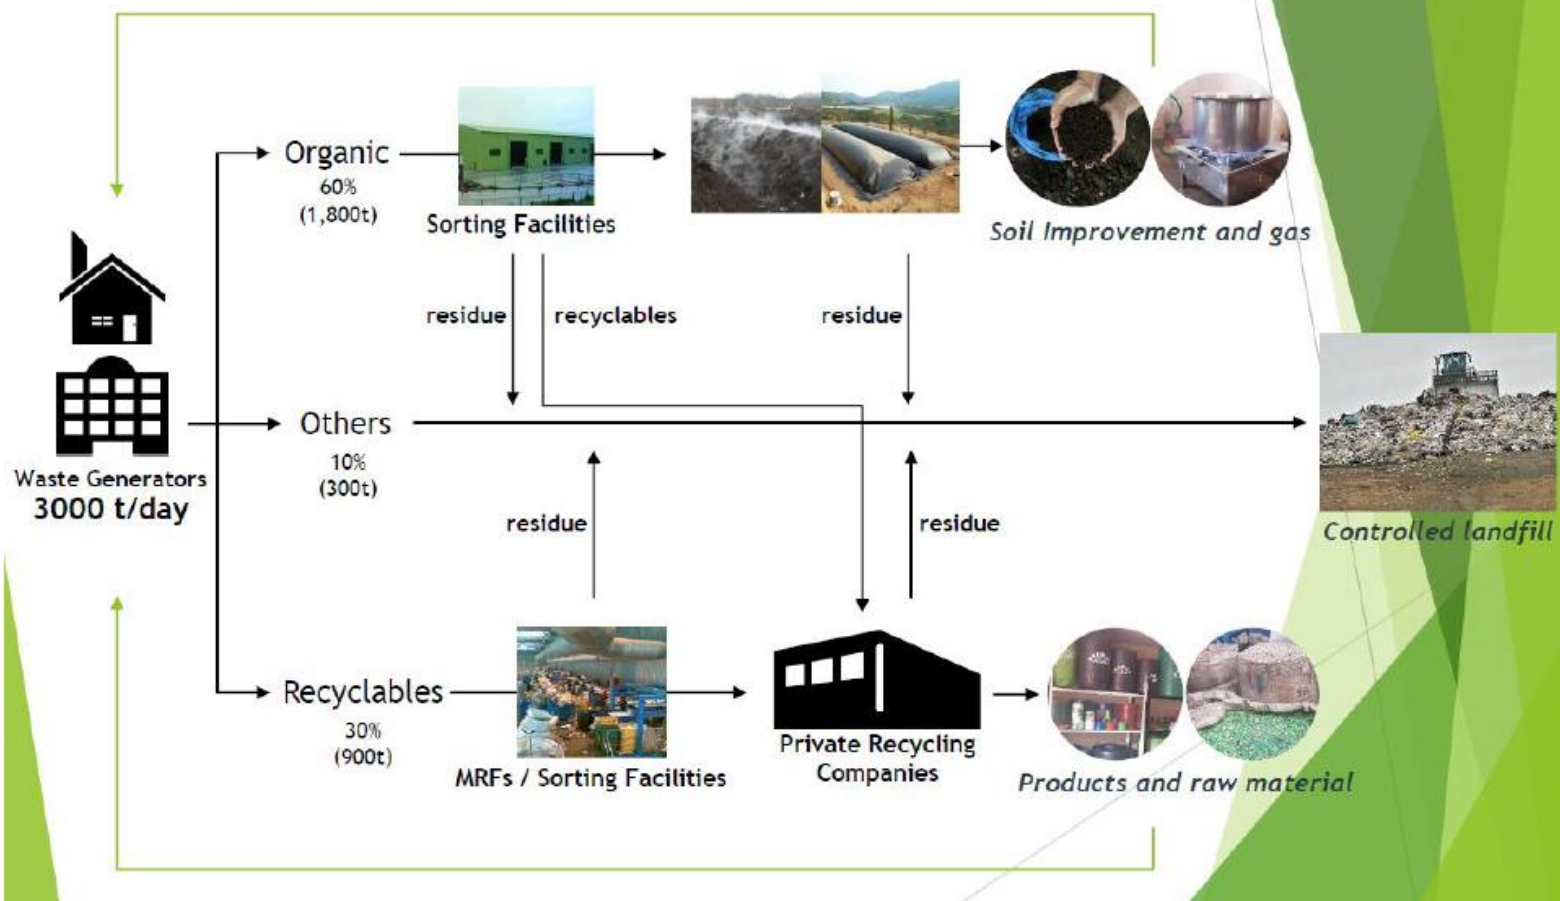 Organic
60%
(1,800t)
Sorting Facilities
Soil Improvement and gas
residue
recyclables
residue
Others
10%
(300t)
Waste Generators
3000 t/day
residue
residue
Controlled landfill
Recyclables
30%
(900t)
MRFs / Sorting Facilities
Private Recycling
Companies
Products and raw material